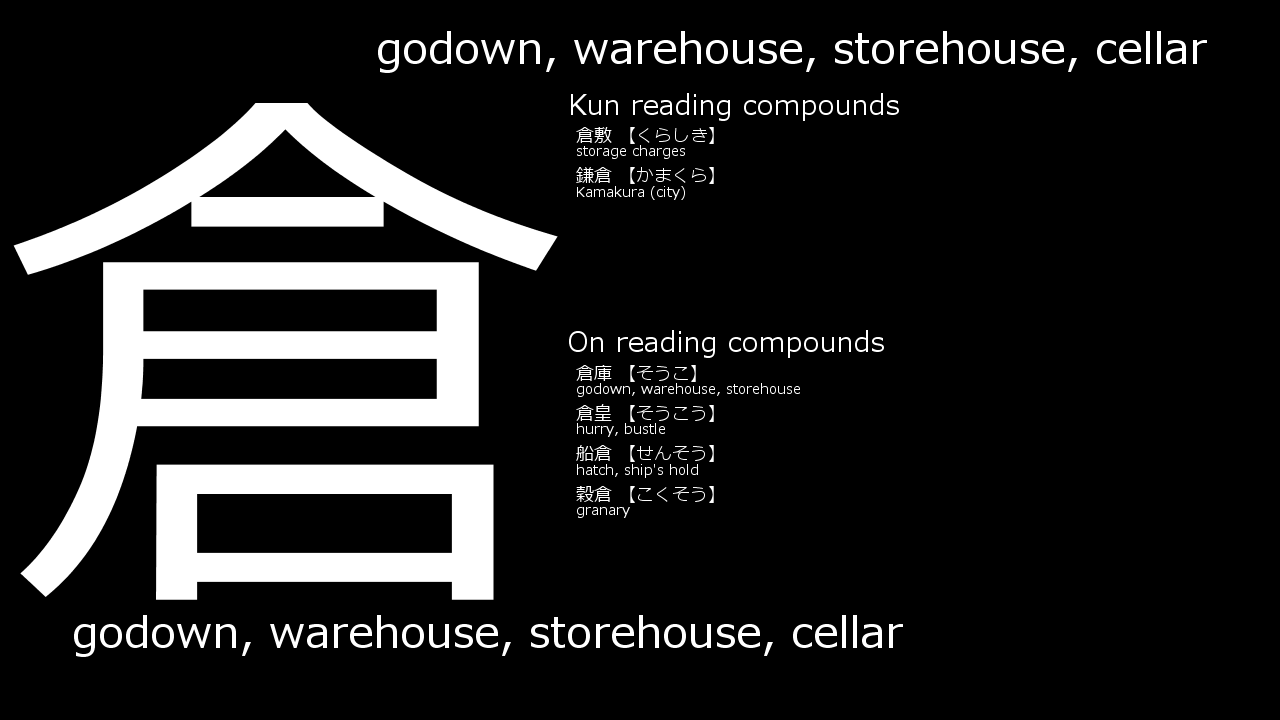 godown, warehouse, storehouse, cellar
倉
Kun reading compounds
倉敷 【くらしき】
storage charges
鎌倉 【かまくら】
Kamakura (city)
On reading compounds
倉庫 【そうこ】
godown, warehouse, storehouse
倉皇 【そうこう】
hurry, bustle
船倉 【せんそう】
hatch, ship's hold
穀倉 【こくそう】
granary
godown, warehouse, storehouse, cellar